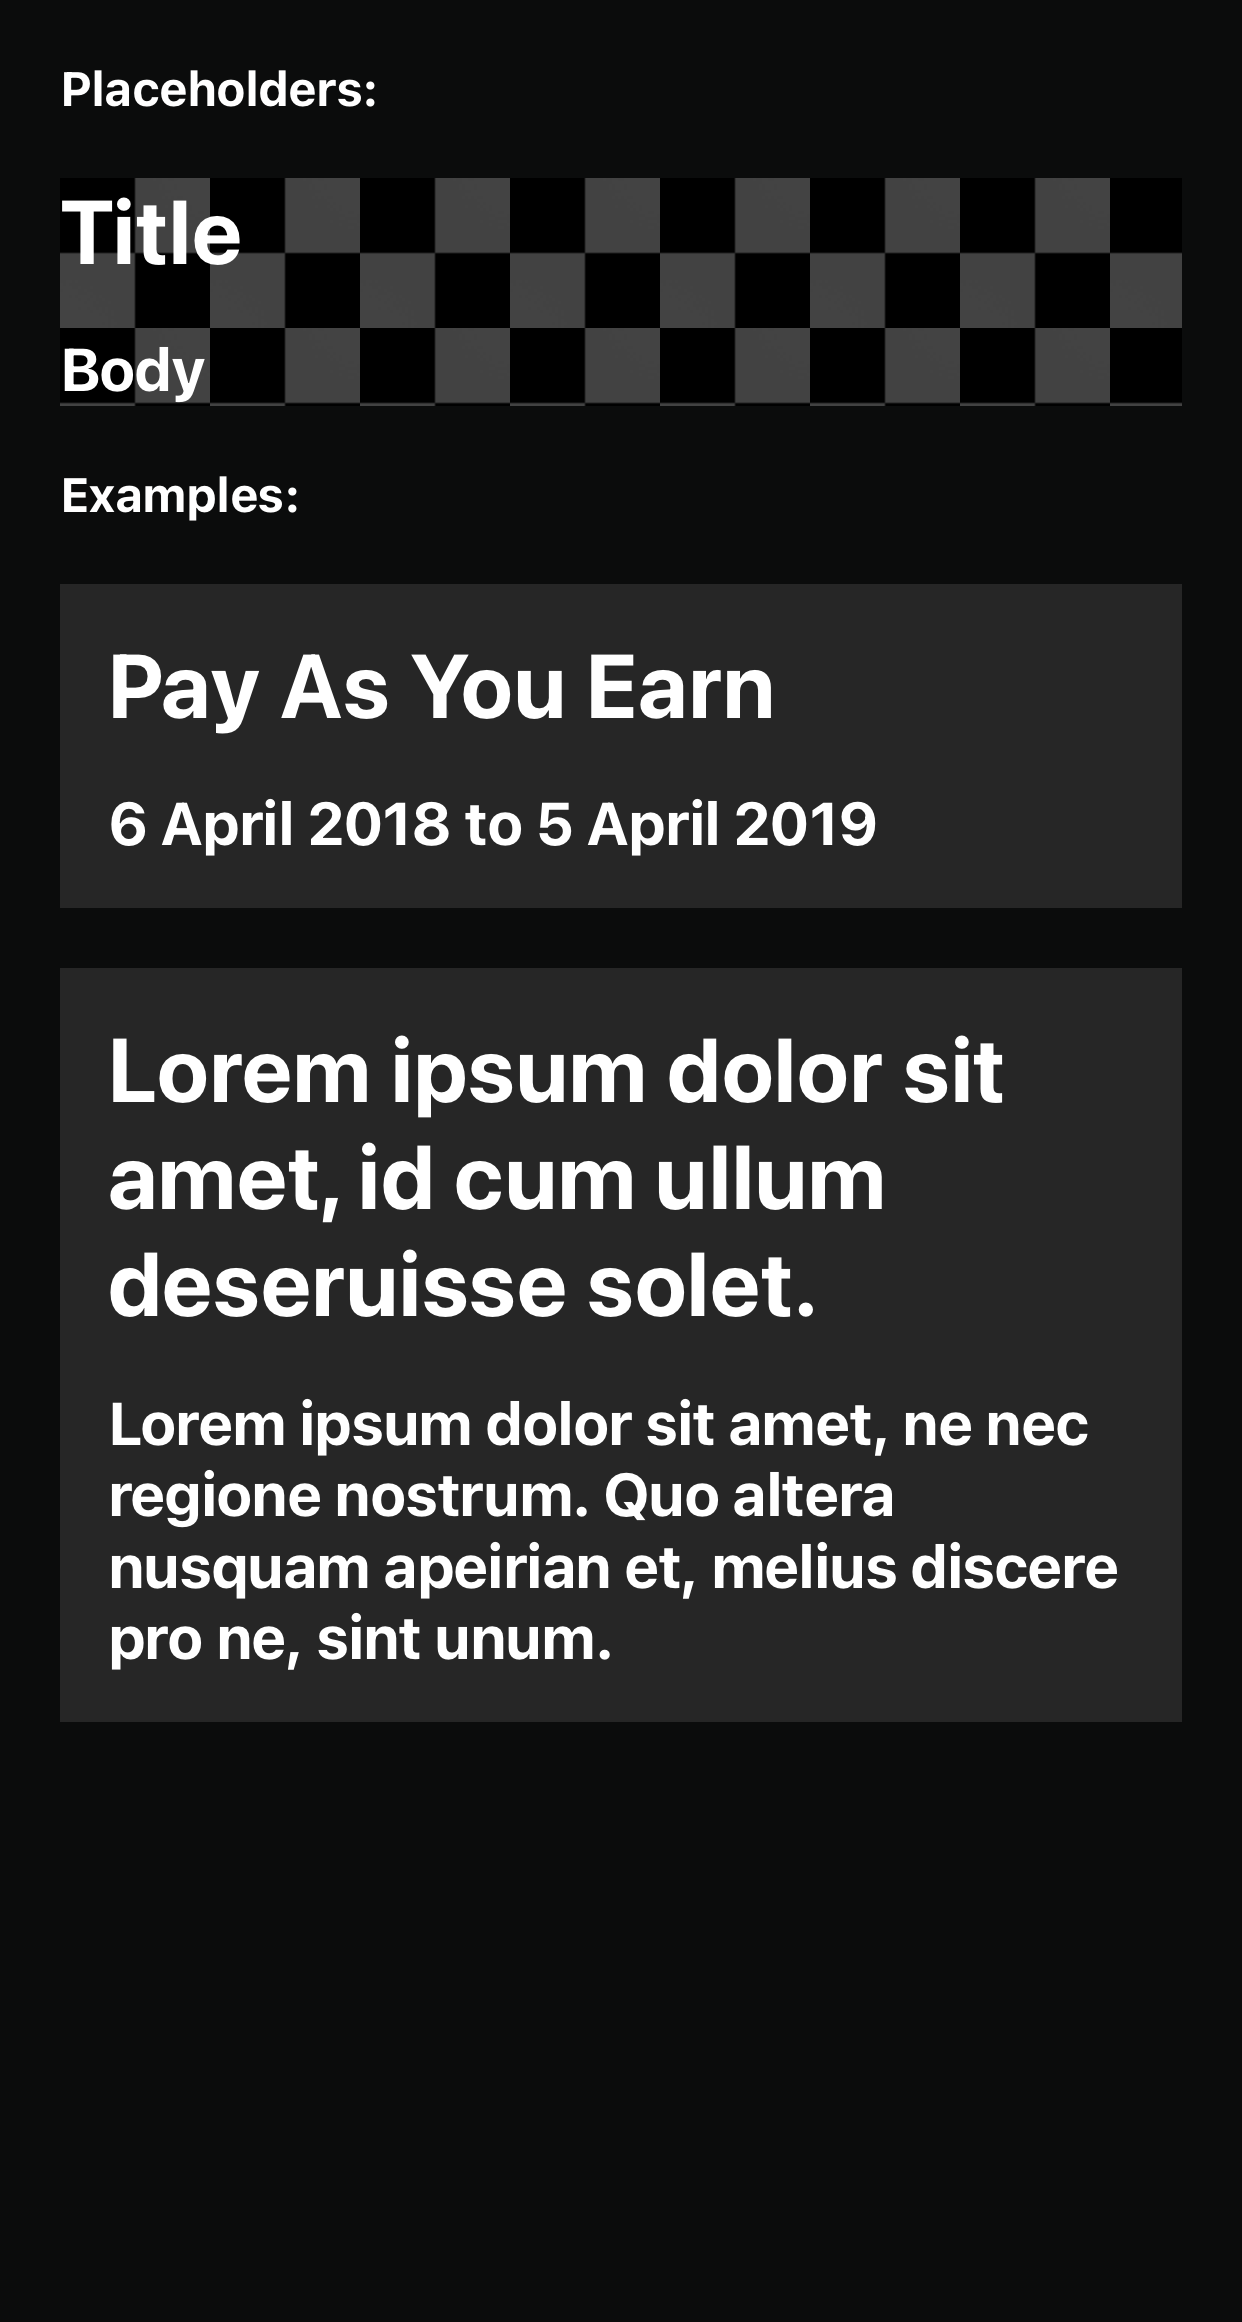 Placeholders:
Title
Body
Examples:
Pay As You Earn
6 April 2018 to 5 April 2019
Lorem ipsum dolor sit
amet, id cum ullum
deseruisse solet.
Lorem ipsum dolor sit amet, ne nec
regione nostrum. Quo altera
nusquam apeirian et, melius discere
pro ne, sint unum.